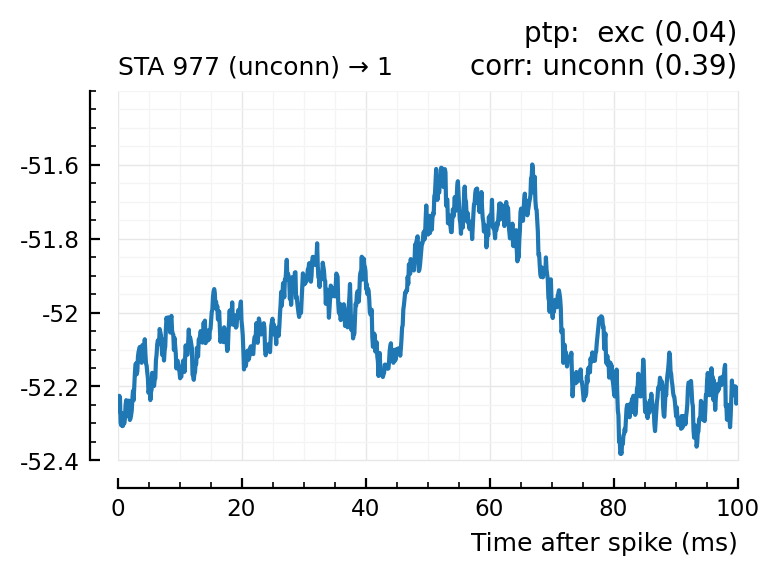 ptp:  exc (0.04)
STA 977 (unconn) → 1
corr: unconn (0.39)
-51.6
-51.8
-52
-52.2
-52.4
0 20 40 60 80 100
Time after spike (ms)